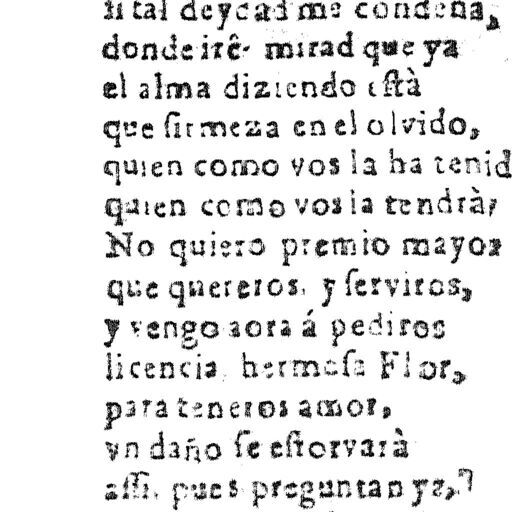 si tal deydad me condena,
donde irê? mirad que ya
el alma diziendo està
que firmeza en el olvido,
quien como vos la ha tenid
quien como vos la tendrà?
No quiero premio mayor
que quereros, y serviros,
y vengo aora á pediros
licencia, hermosa Flor,
para teneros amor,
vn daño se estorvarà
assi, pues preguntan ya,